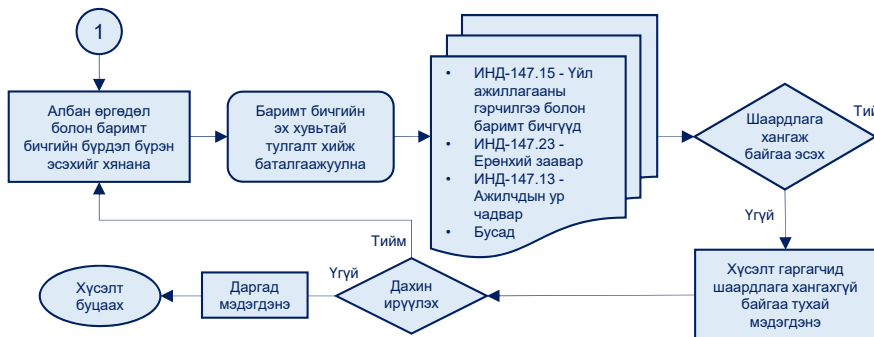 1
Албан өргөдөл
болон баримт
бичгийн бүрдэл бүрэн
эсэхийг хянана
Баримт бичгийн
эх хувьтай
тулгалт хийж
баталгаажуулна
• ИНД-147.15 - Үйл
ажиллагааны
гэрчилгээ болон
баримт бичгүүд
• ИНД-147.23 -
Ерөнхий заавар
• ИНД-147.13 -
Ажилчдын ур
чадвар
• Бусад
Шаардлага
хангаж
байгаа эсэх
Үгүй
Хүсэлт гаргагчид
шаардлага хангахгүй
байгаа тухай
мэдэгдэнэ
Дахин
ирүүлэх
Тийм
Үгүй
Даргад
мэдэгдэнэ
Хүсэлт
буцаах